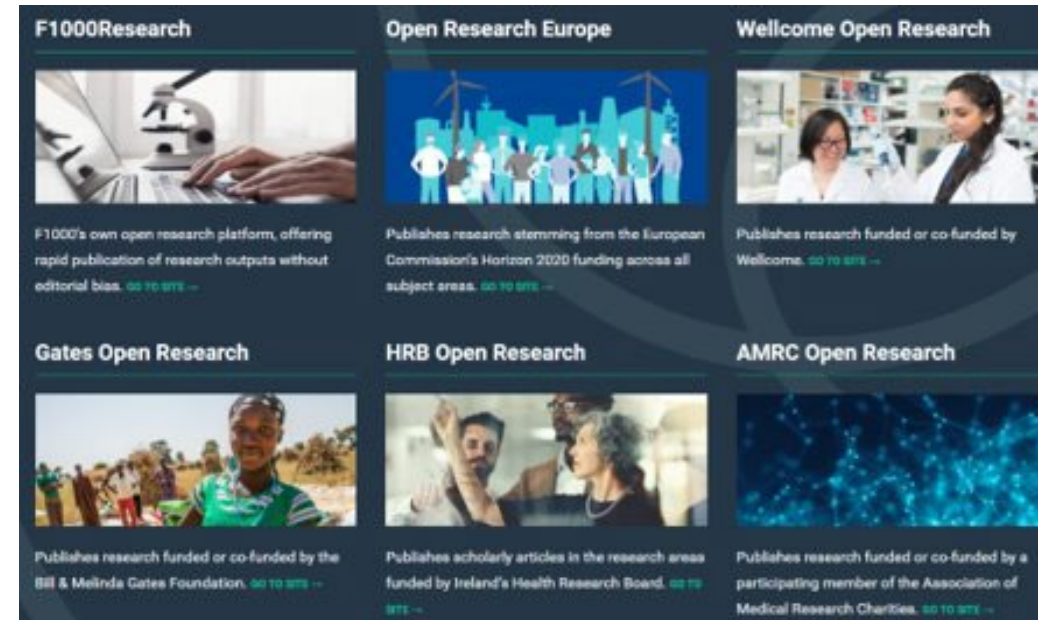 F1000Research
F1000's own open research platform, offering
rapid publication of research outputs without
editorial bias. GO TO SITE →
Open Research Europe
Publishes research stemming from the European
Commission's Horizon 2020 funding across all
subject areas. GO TO SITE →
Wellcome Open Research
Publishes research funded or co-funded by
Wellcome. GO TO SITE →
Gates Open Research
Publishes research funded or co-funded by the
Bill & Melinda Gates Foundation. GO TO SITE →
HRB Open Research
Publishes scholarly articles in the research areas
funded by Ireland's Health Research Board. GO TO
SITE →
AMRC Open Research
Publishes research funded or co-funded by a
participating member of the Association of
Medical Research Charities. GO TO SITE →